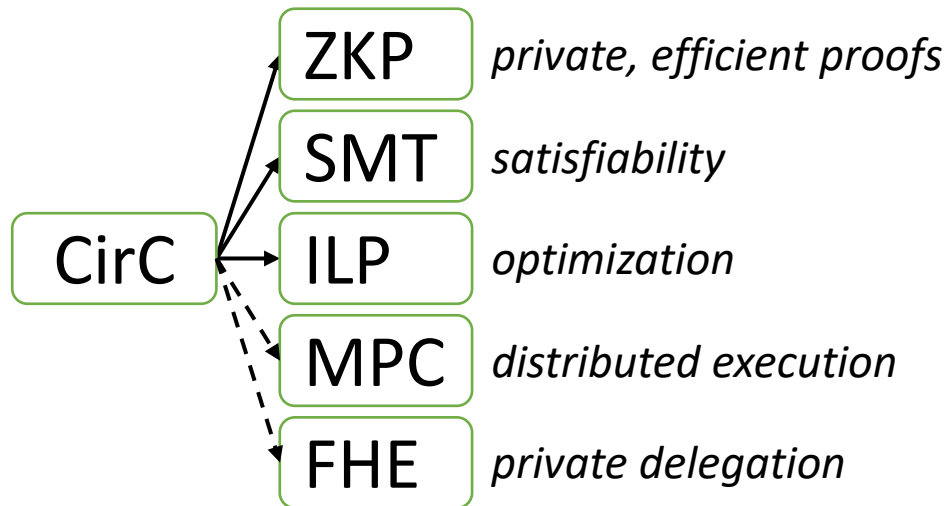 ZKP private, efficient proofs
SMT satisfiability
CirC
ILP optimization
MPC distributed execution
FHE private delegation